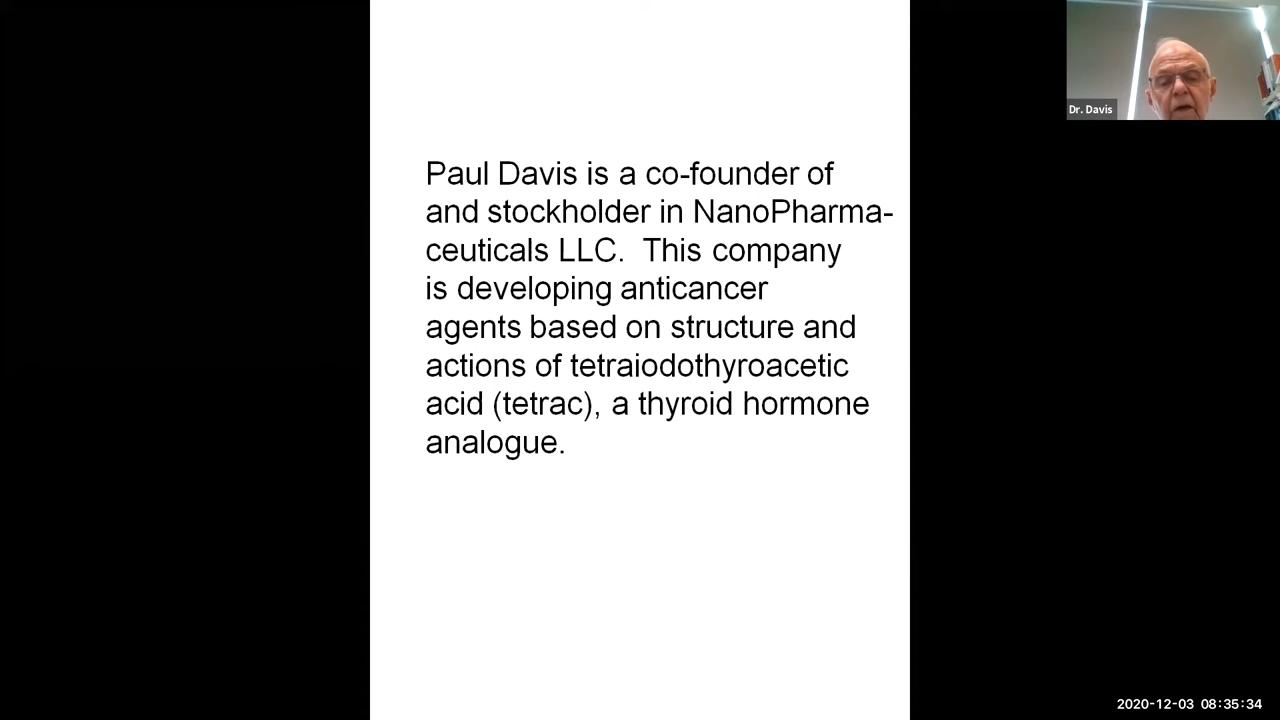 Dr. Davis
Paul Davis is a co-founder of
and stockholder in NanoPharma-
ceuticals LLC.  This company
is developing anticancer
agents based on structure and
actions of tetraiodothyroacetic
acid (tetrac), a thyroid hormone
analogue.
2020-12-03 08:35:34